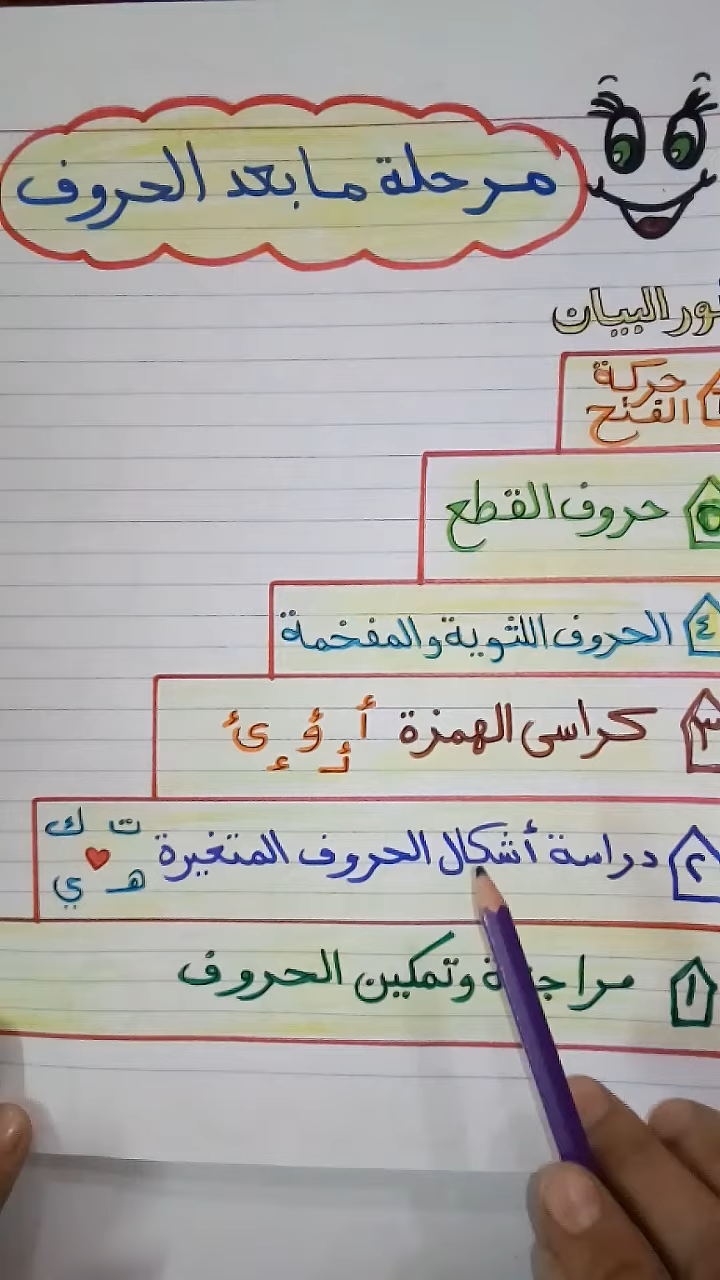 مرحلة ما بعد الحروف
نور البيان
حركة
الفتح
٥ حروف القطع
٤ الحروف اللثوية والمفخمة
٣ كراسى الهمزة أ إ ؤ ء ئ
٢ دراسة أشكال الحروف المتغيرة ت ك هـ ي
١ مراجعة وتمكين الحروف